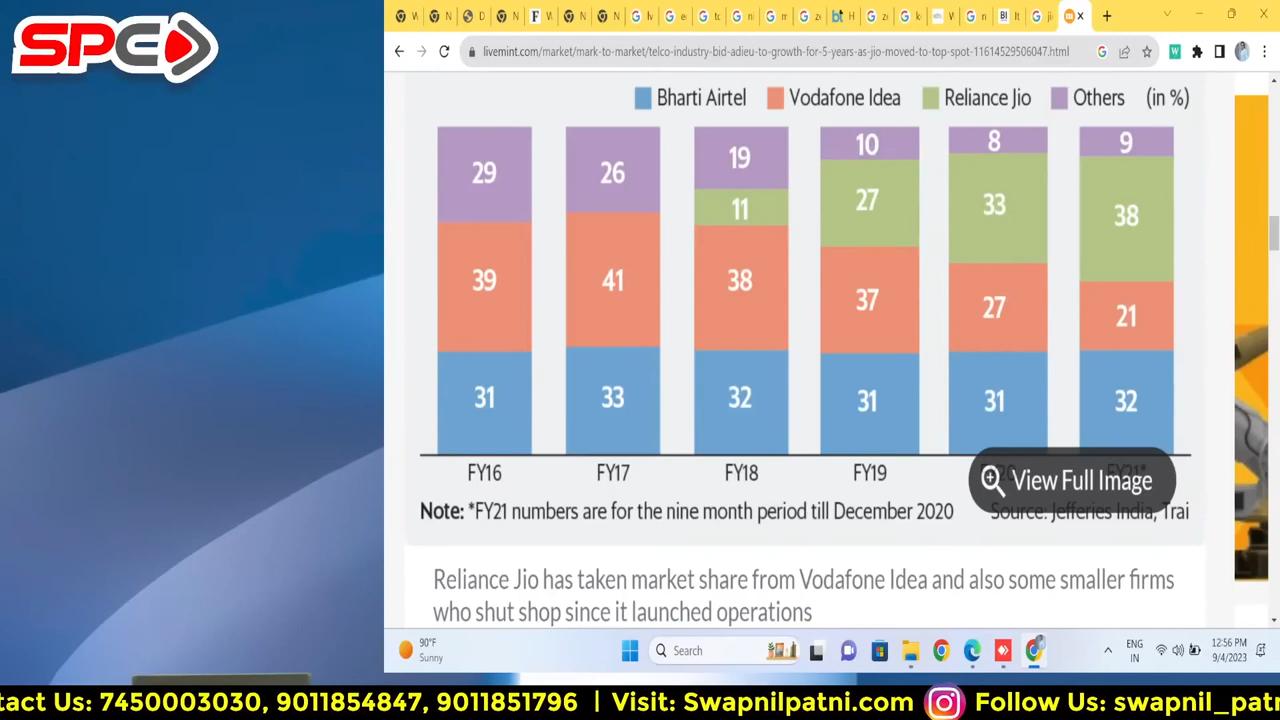 SPE
livemint.com/market/mark-to-market/telco-industry-bid-adieu-to-growth-for-5-years-as-jio-moved-to-top-spot-11614529506047.html
Bharti Airtel Vodafone Idea Reliance Jio Others (in %)
29 26 19 10 8 9
11 27 33 38
39 41 38 37 27 21
31 33 32 31 31 32
FY16 FY17 FY18 FY19
View Full Image
Note: *FY21 numbers are for the nine month period till December 2020 Source: Jefferies India, Trai
Reliance Jio has taken market share from Vodafone Idea and also some smaller firms
who shut shop since it launched operations
90°F
Sunny
Search
ENG
IN
12:56 PM
9/4/2023
tact Us: 7450003030, 9011854847, 9011851796 | Visit: Swapnilpatni.com Follow Us: swapnil_patn